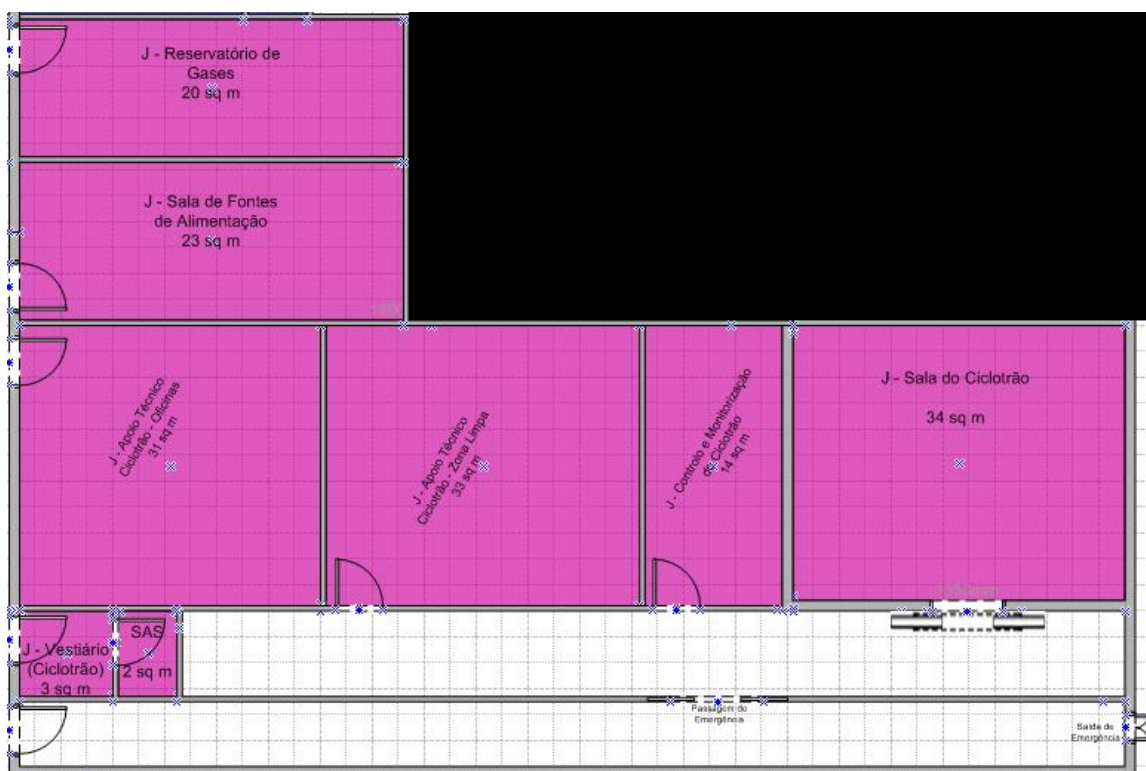 J - Reservatório de
Gases
20 sq m
J - Sala de Fontes
de Alimentação
23 sq m
J - Apoio Técnico
Ciclotrão - Oficinas
31 sq m
J - Apoio Técnico
Ciclotrão - Zona Limpa
33 sq m
J - Controlo e Monitorização
do Ciclotrão
14 sq m
J - Sala do Ciclotrão
34 sq m
J - Vestiário
(Ciclotrão)
3 sq m
SAS
2 sq m
Passagem de
Emergência
Saída de
Emergência